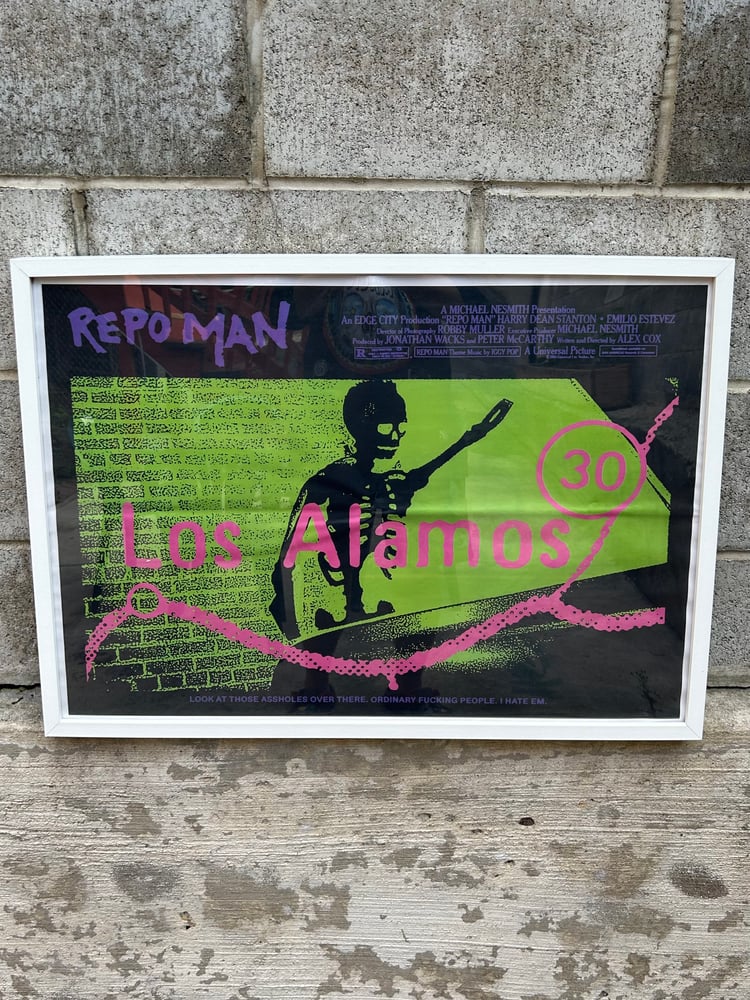 REPO MAN
A MICHAEL NESMITH Presentation
An EDGE CITY Production "REPO MAN" HARRY DEAN STANTON • EMILIO ESTEVEZ
Director of Photography ROBBY MULLER Executive Producer MICHAEL NESMITH
Produced by JONATHAN WACKS and PETER McCARTHY Written and Directed by ALEX COX
R REPO MAN Theme Music by IGGY POP A Universal Picture
30
Los Alamos
LOOK AT THOSE ASSHOLES OVER THERE. ORDINARY FUCKING PEOPLE. I HATE EM.